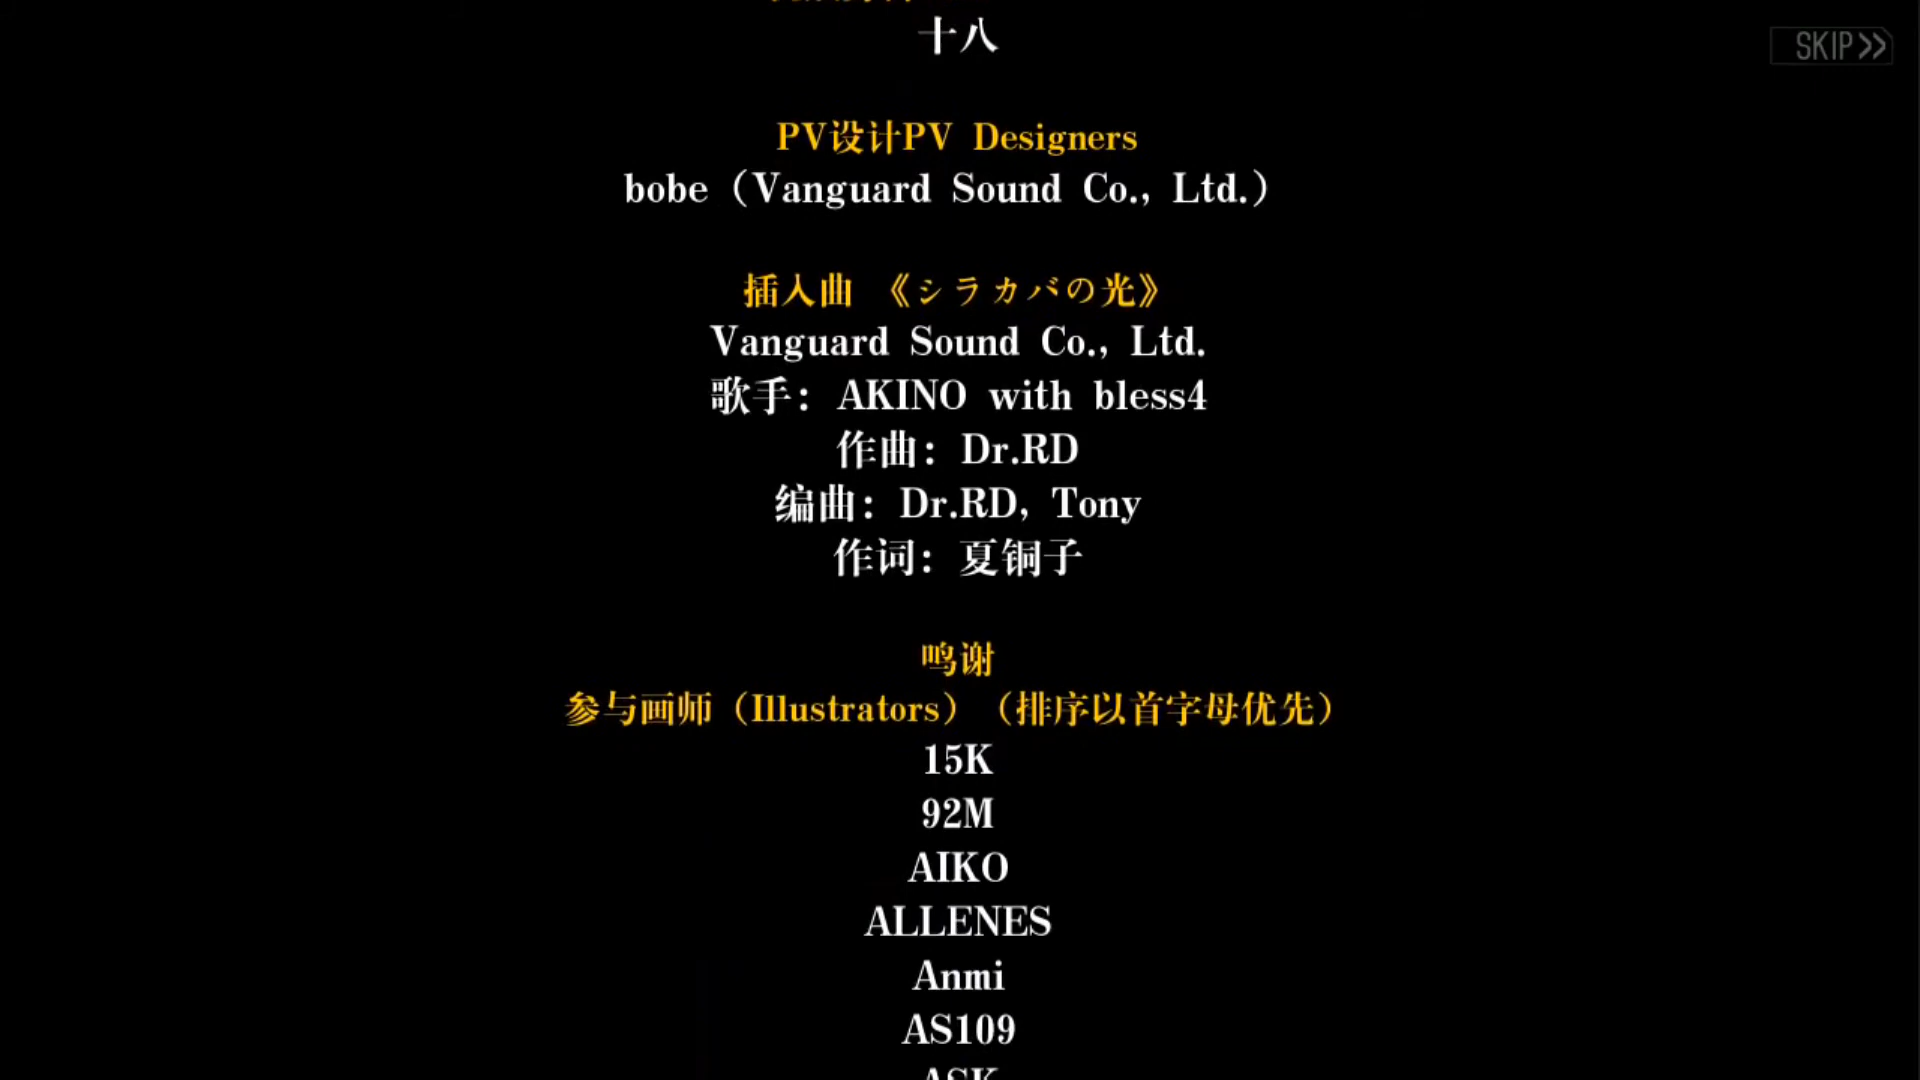 十八
SKIP
PV设计PV Designers
bobe（Vanguard Sound Co., Ltd.）
插入曲 《シラカバの光》
Vanguard Sound Co., Ltd.
歌手：AKINO with bless4
作曲：Dr.RD
编曲：Dr.RD, Tony
作词：夏铜子
鸣谢
参与画师（Illustrators）（排序以首字母优先）
15K
92M
AIKO
ALLENES
Anmi
AS109
ASK